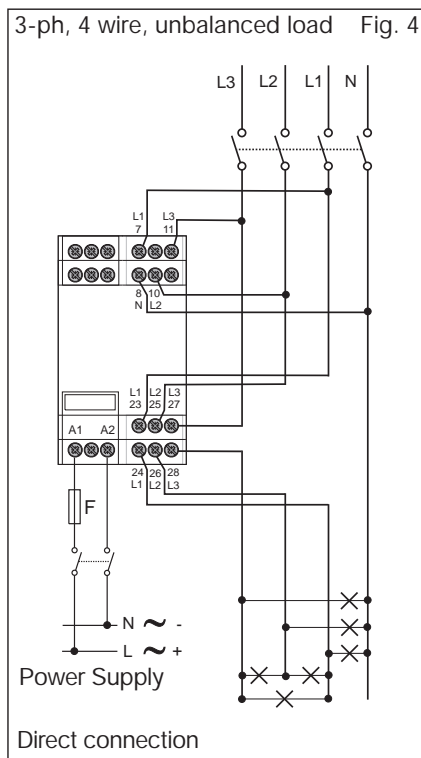 3-ph, 4 wire, unbalanced load Fig. 4
L3 L2 L1 N
L1 L3
7 11
8 10
N L2
L1 L2 L3
23 25 27
A1 A2
24 26 28
L1 L2 L3
F
N ~ -
L ~ +
Power Supply
Direct connection